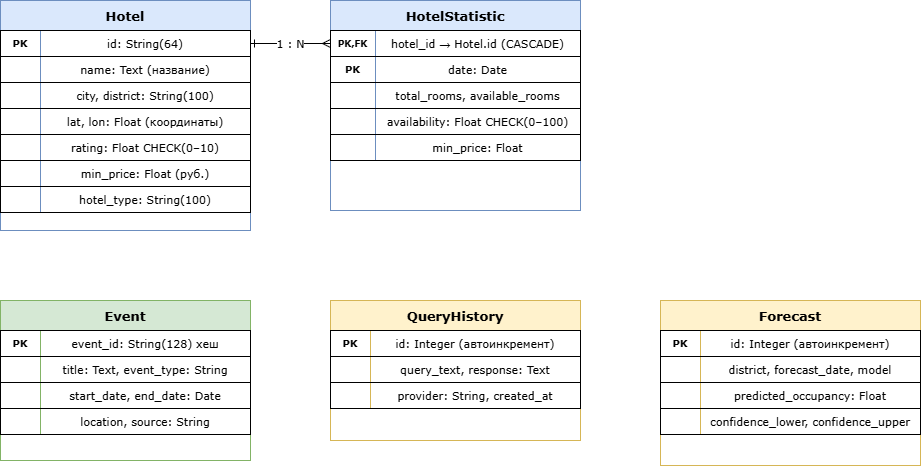 Hotel
PK id: String(64)
name: Text (название)
city, district: String(100)
lat, lon: Float (координаты)
rating: Float CHECK(0–10)
min_price: Float (руб.)
hotel_type: String(100)
1 : N
HotelStatistic
PK,FK hotel_id → Hotel.id (CASCADE)
PK date: Date
total_rooms, available_rooms
availability: Float CHECK(0–100)
min_price: Float
Event
PK event_id: String(128) хеш
title: Text, event_type: String
start_date, end_date: Date
location, source: String
QueryHistory
PK id: Integer (автоинкремент)
query_text, response: Text
provider: String, created_at
Forecast
PK id: Integer (автоинкремент)
district, forecast_date, model
predicted_occupancy: Float
confidence_lower, confidence_upper